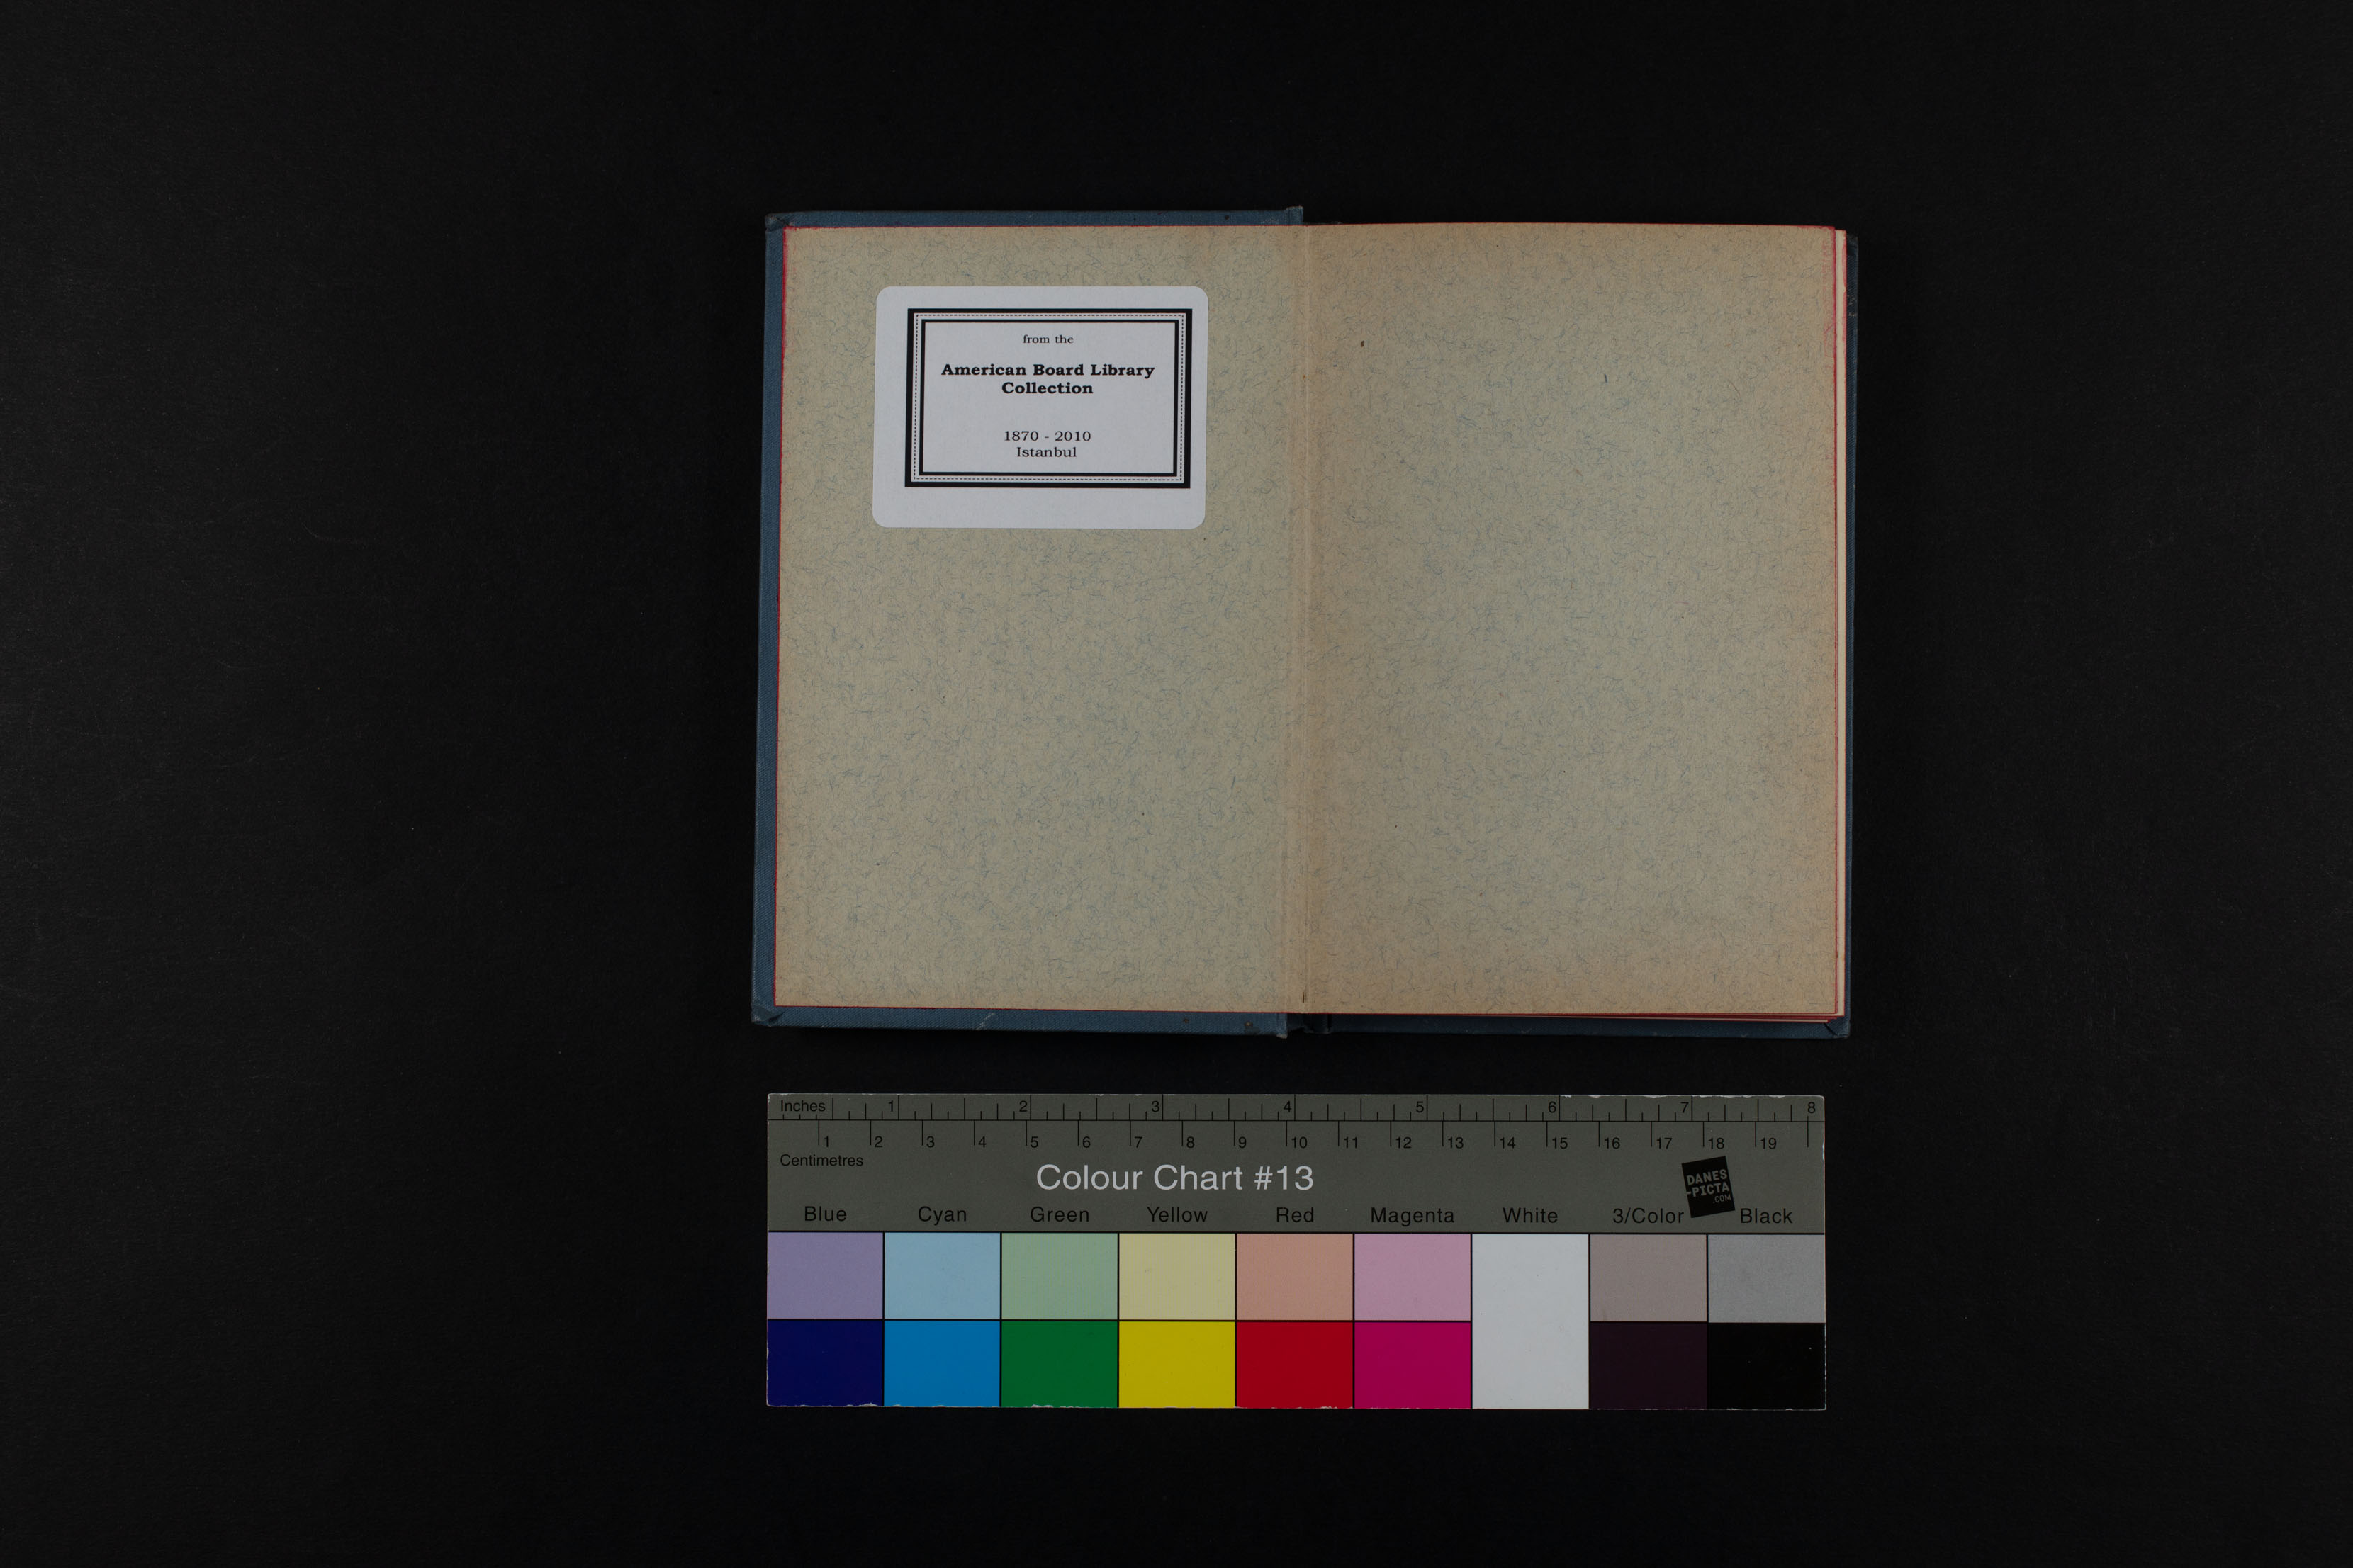 from the
American Board Library
Collection
1870 - 2010
Istanbul
Inches 1 2 3 4 5 6 7 8
1 2 3 4 5 6 7 8 9 10 11 12 13 14 15 16 17 18 19
Centimetres
Colour Chart #13
DANES
-PICTA
.COM
Blue Cyan Green Yellow Red Magenta White 3/Color Black